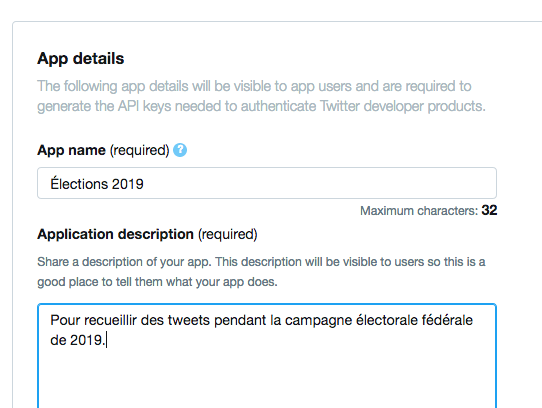 App details
The following app details will be visible to app users and are required to
generate the API keys needed to authenticate Twitter developer products.
App name (required) ?
Élections 2019
Maximum characters: 32
Application description (required)
Share a description of your app. This description will be visible to users so this is a
good place to tell them what your app does.
Pour recueillir des tweets pendant la campagne électorale fédérale
de 2019.